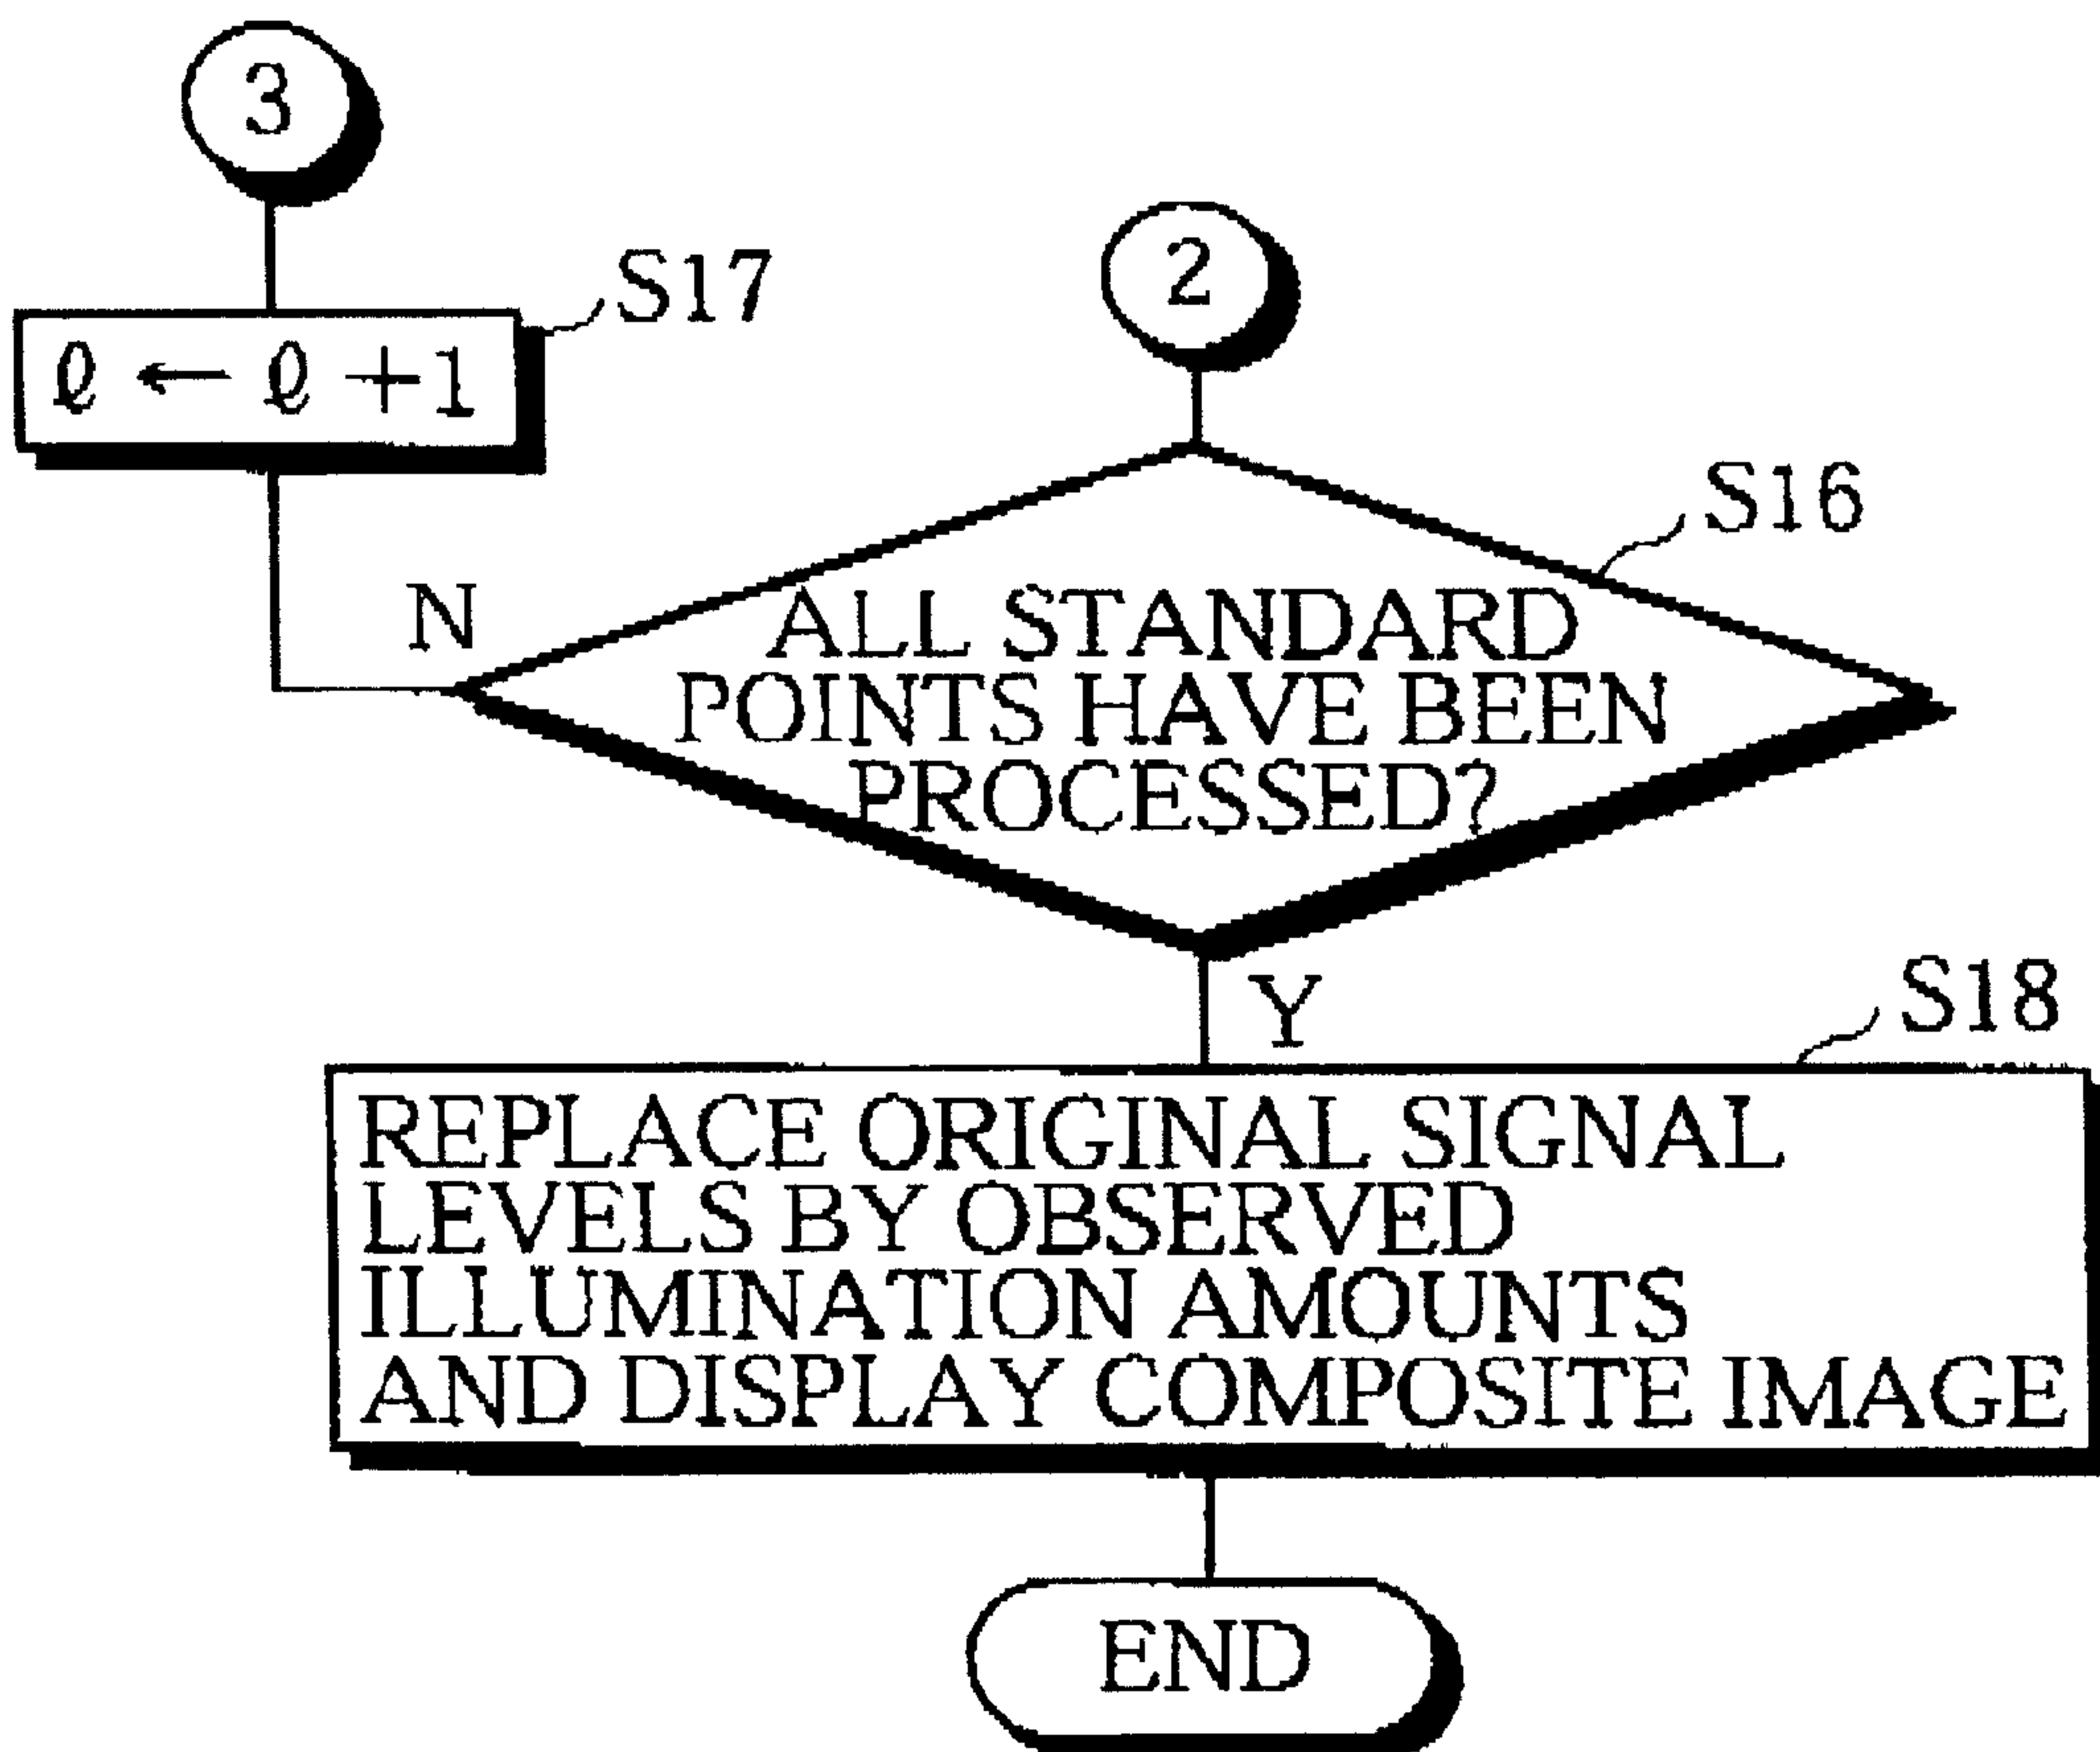 3
S17
ℓ ← ℓ +1
2
S16
N
ALL STANDARD
POINTS HAVE BEEN
PROCESSED?
Y
S18
REPLACE ORIGINAL SIGNAL
LEVELS BY OBSERVED
ILLUMINATION AMOUNTS
AND DISPLAY COMPOSITE IMAGE
END